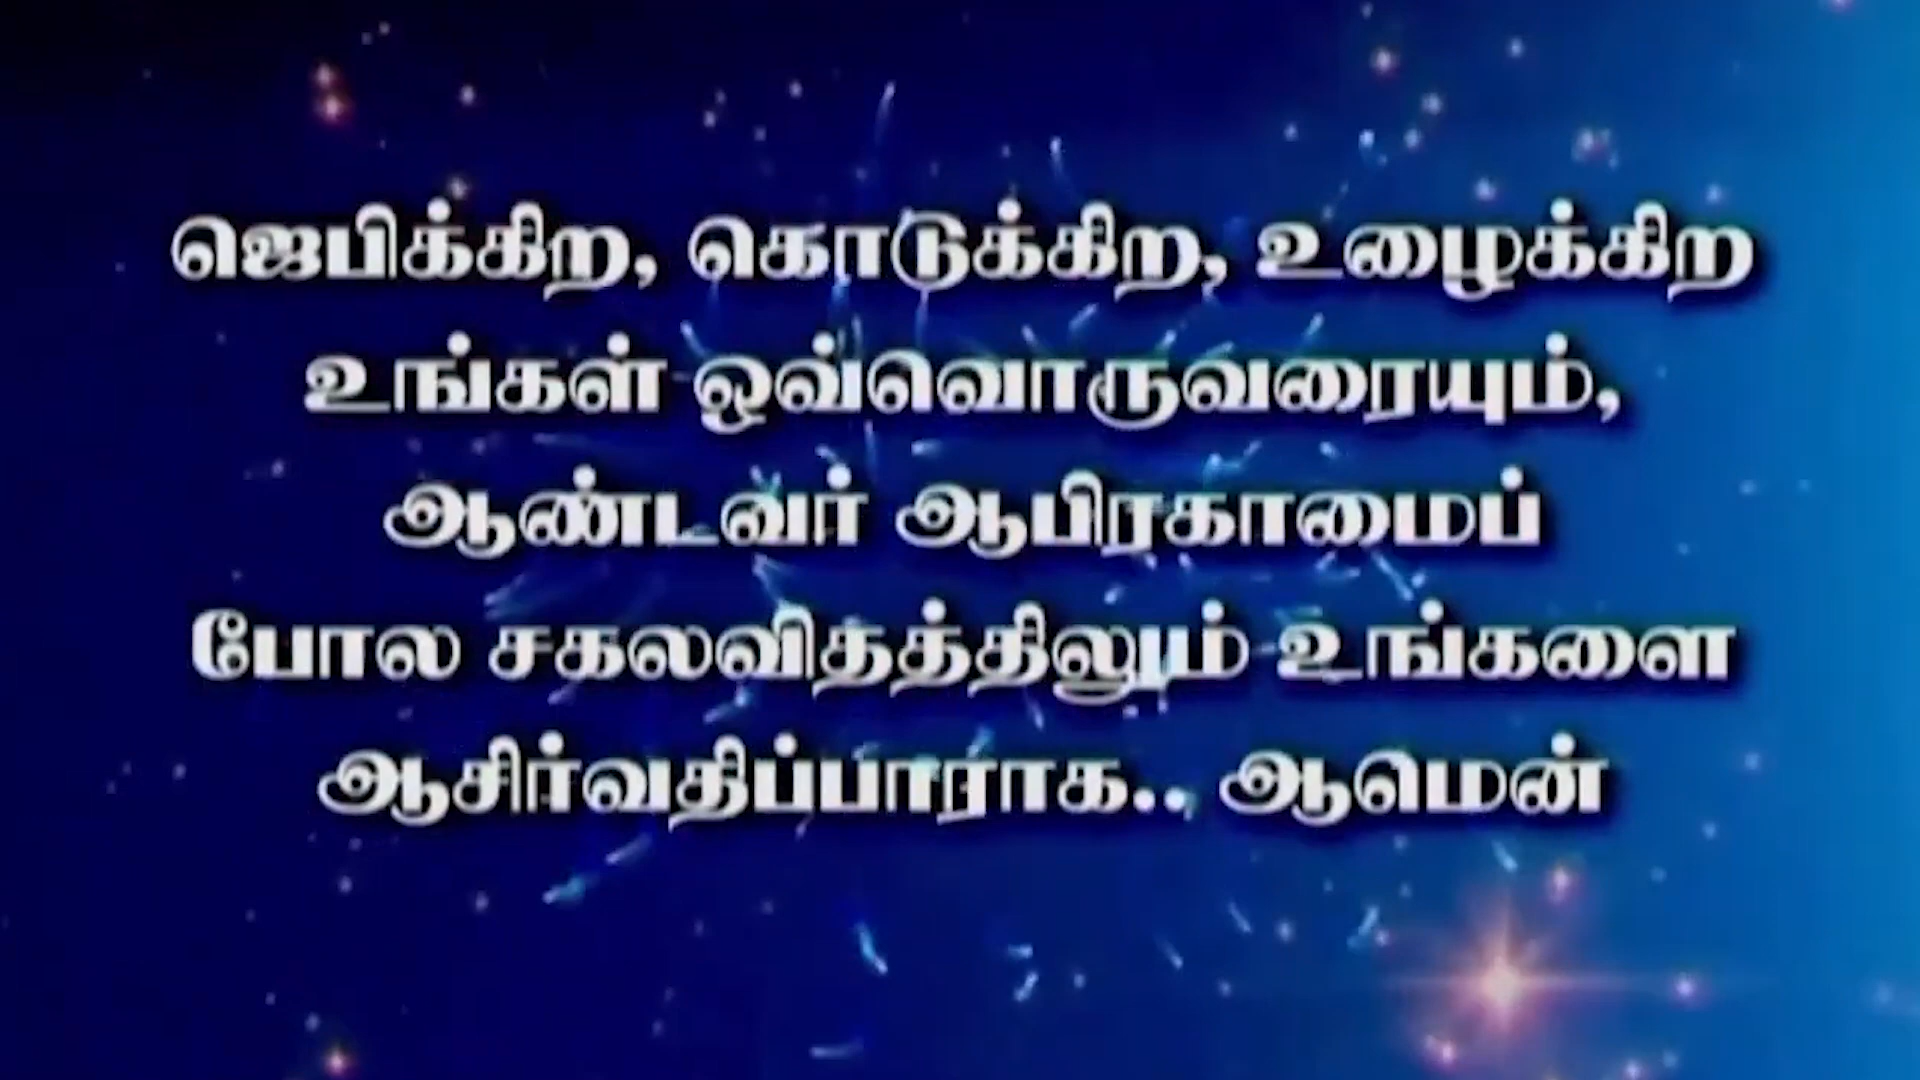 ஜெபிக்கிற, கொடுக்கிற, உழைக்கிற
உங்கள் ஒவ்வொருவரையும்,
ஆண்டவர் ஆபிரகாமைப்
போல சகலவிதத்திலும் உங்களை
ஆசிர்வதிப்பாராக.. ஆமென்